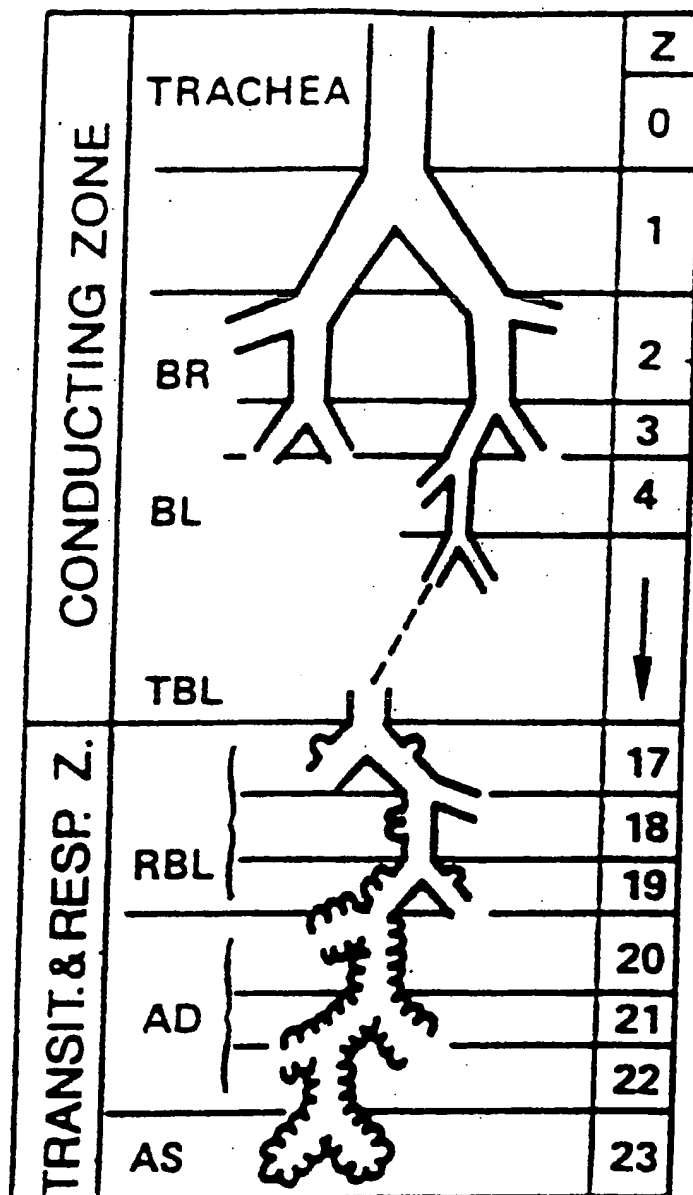 Z
TRACHEA
0
1
BR
2
3
BL
4
TBL
CONDUCTING ZONE
17
18
RBL
19
20
AD
21
22
AS
23
TRANSIT.& RESP. Z.